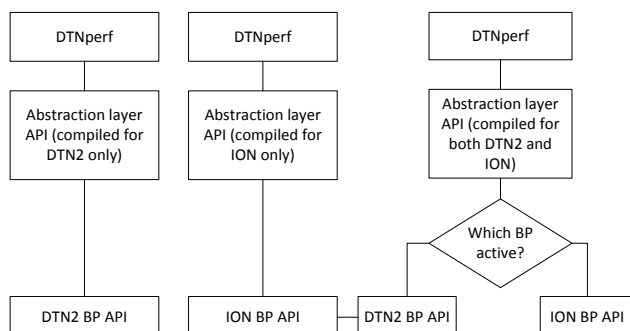 DTNperf
DTNperf
DTNperf
Abstraction layer
API (compiled for
DTN2 only)
Abstraction layer
API (compiled for
ION only)
Abstraction layer
API (compiled for
both DTN2 and
ION)
Which BP
active?
DTN2 BP API
ION BP API
DTN2 BP API
ION BP API